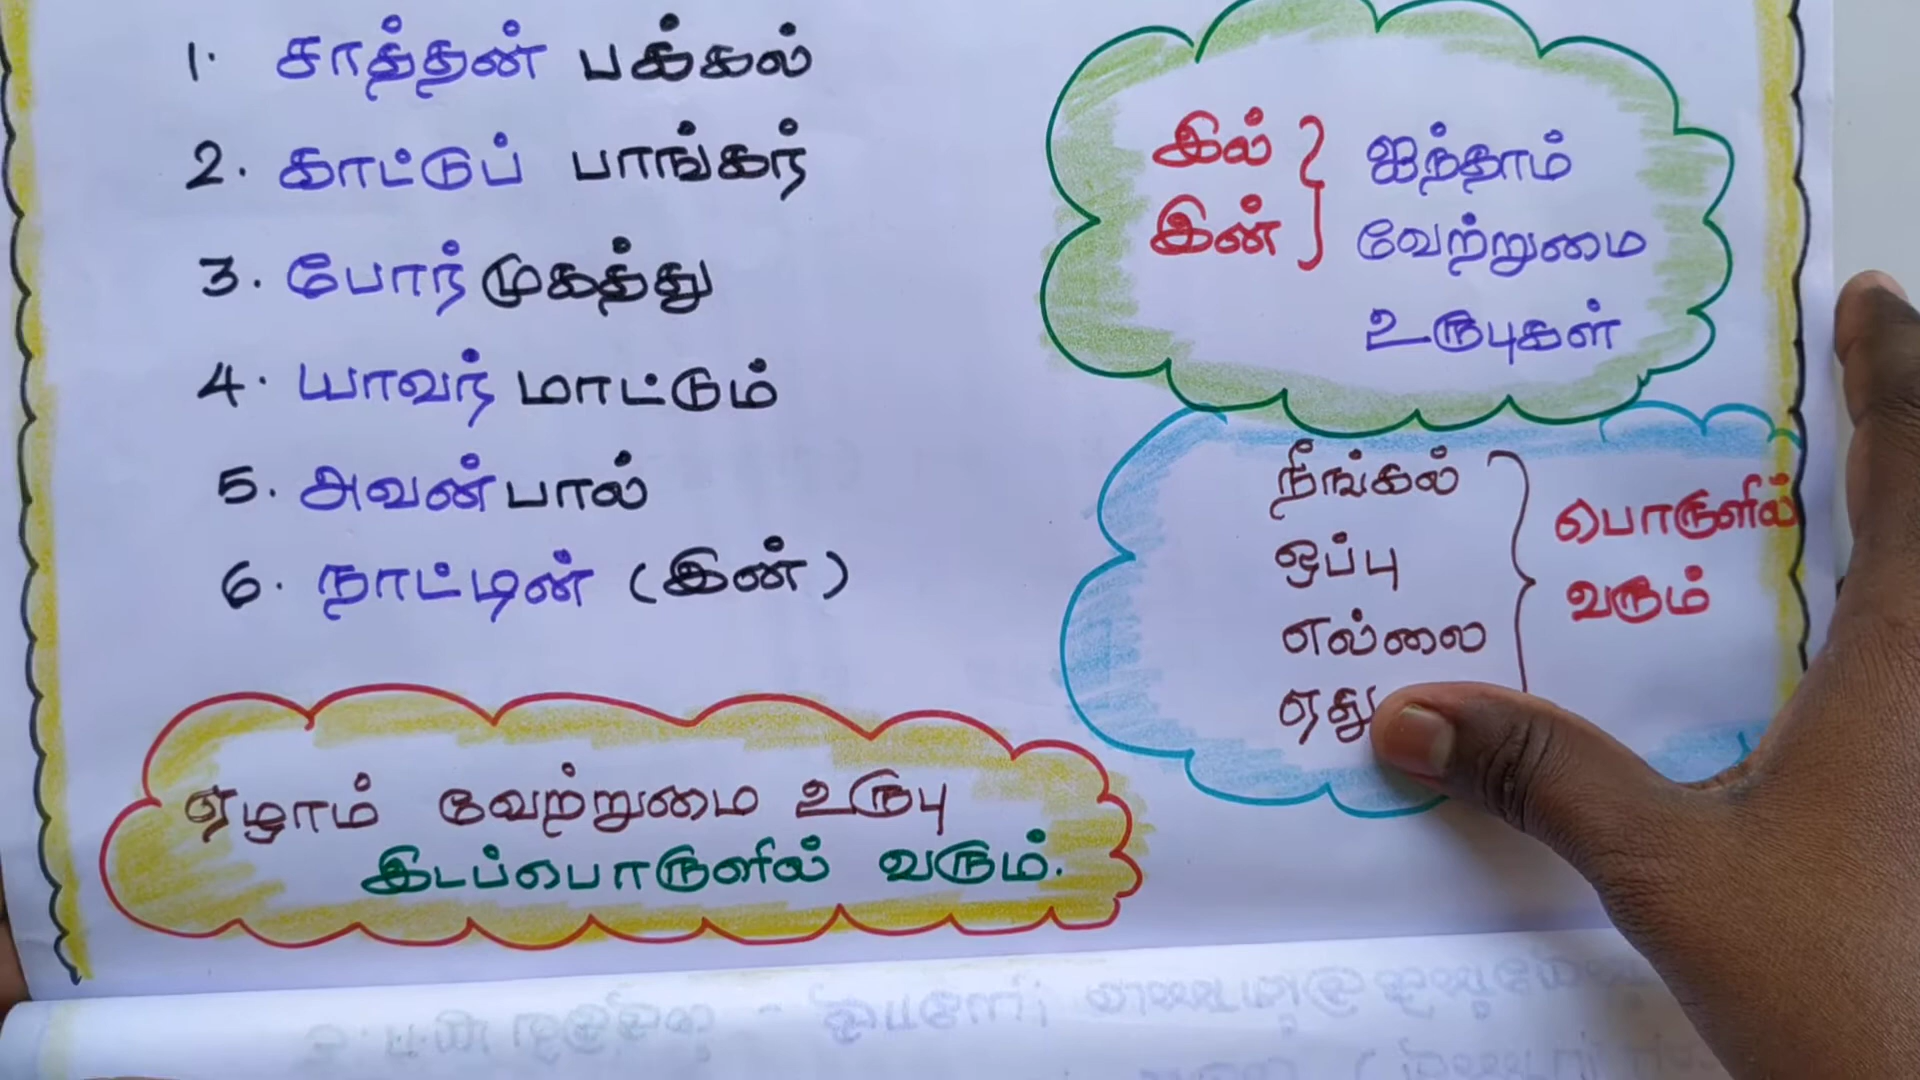 1. சாத்தன் பக்கல்
2. காட்டுப் பாங்கர்
3. போர் முகத்து
4. யாவர் மாட்டும்
5. அவன் பால்
6. நாட்டின் (இன்)
இல்
இன்
ஐந்தாம்
வேற்றுமை
உருபுகள்
நீங்கல்
ஒப்பு
எல்லை
ஏது
பொருளில்
வரும்
ஏழாம் வேற்றுமை உருபு
இடப்பொருளில் வரும்.